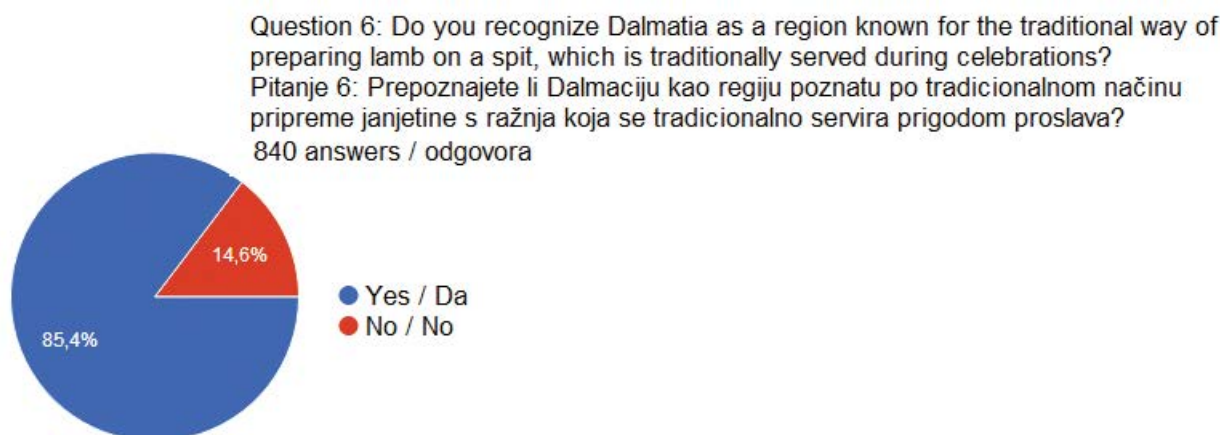 Question 6: Do you recognize Dalmatia as a region known for the traditional way of
preparing lamb on a spit, which is traditionally served during celebrations?
Pitanje 6: Prepoznajete li Dalmaciju kao regiju poznatu po tradicionalnom načinu
pripreme janjetine s ražnja koja se tradicionalno servira prigodom proslava?
840 answers / odgovora
14,6%
85,4%
Yes / Da
No / No